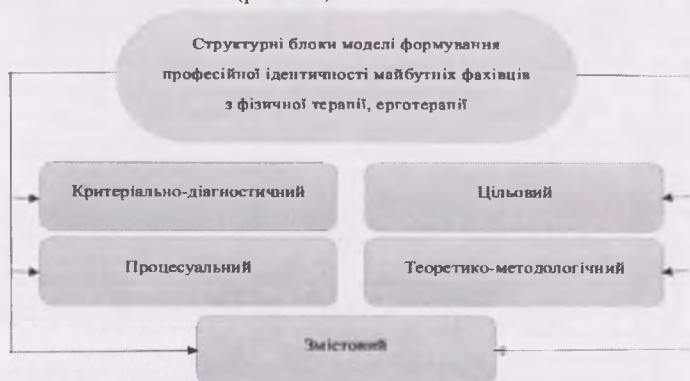 Структурні блоки моделі формування
професійної ідентичності майбутніх фахівців
з фізичної терапії, ерготерапії
Критеріально-діагностичний
Цільовий
Процесуальний
Теоретико-методологічний
Змістовий